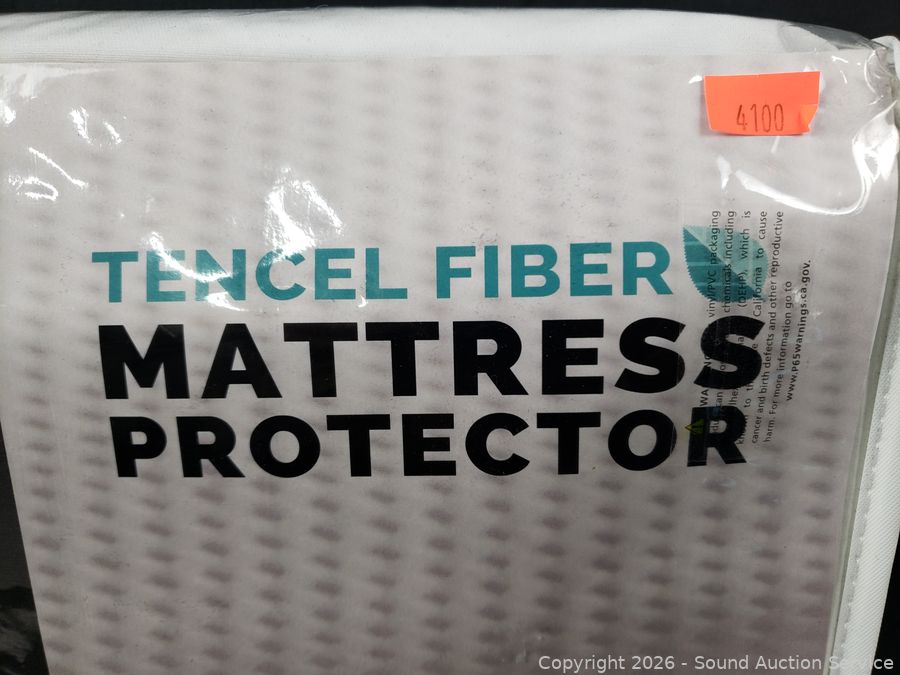 4100
TENCEL FIBER
MATTRESS
PROTECTOR
vinyl/PVC packaging
chemicals including
(DEHP), which is
California to cause
cancer and birth defects and other reproductive
harm. For more information go to
www.P65warnings.ca.gov.
Copyright 2026 - Sound Auction Service